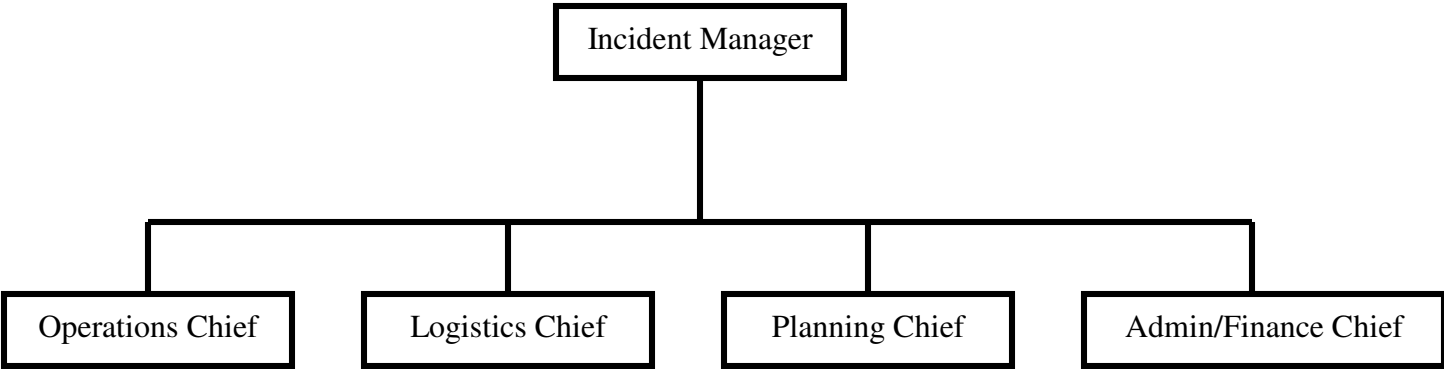 Incident Manager
Operations Chief
Logistics Chief
Planning Chief
Admin/Finance Chief